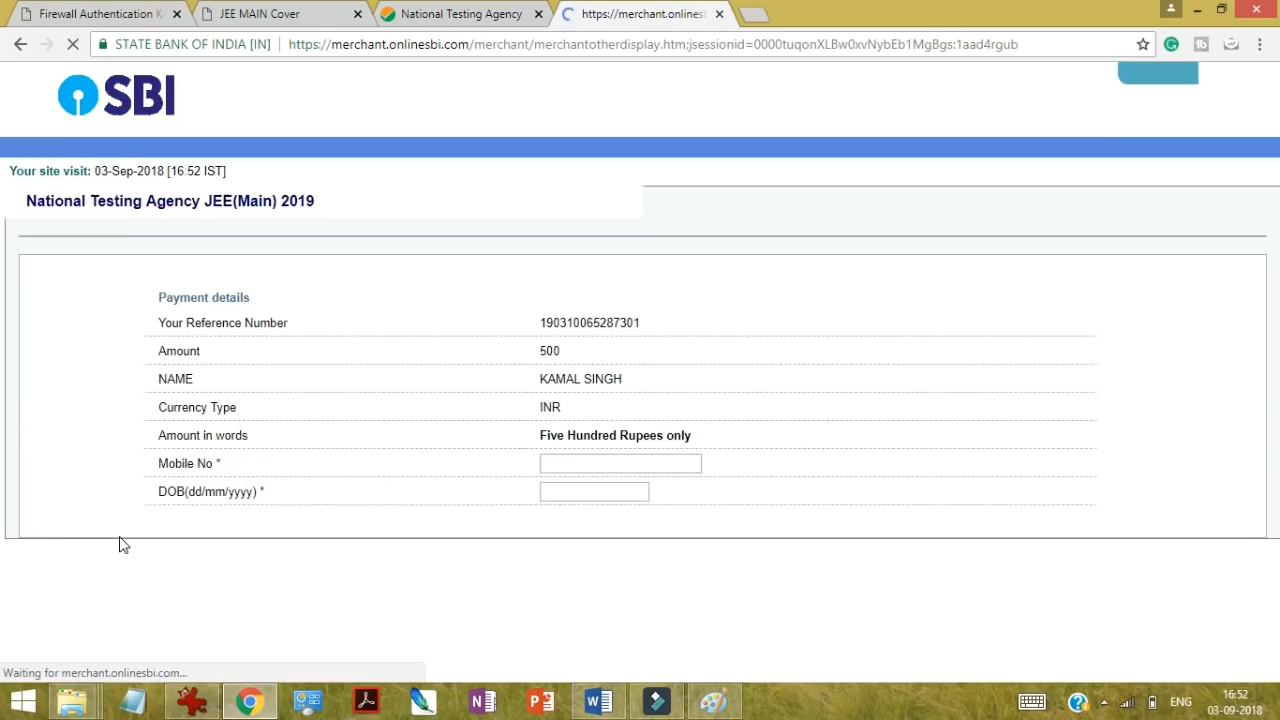 Firewall Authentication K
JEE MAIN Cover
National Testing Agency
https://merchant.onlines
STATE BANK OF INDIA [IN]
https://merchant.onlinesbi.com/merchant/merchantotherdisplay.htm;jsessionid=0000tuqonXLBw0xvNybEb1MgBgs:1aad4rgub
SBI
Your site visit: 03-Sep-2018 [16:52 IST]
National Testing Agency JEE(Main) 2019
Payment details
Your Reference Number 190310065287301
Amount 500
NAME KAMAL SINGH
Currency Type INR
Amount in words Five Hundred Rupees only
Mobile No *
DOB(dd/mm/yyyy) *
Waiting for merchant.onlinesbi.com...
ENG
16:52
03-09-2018